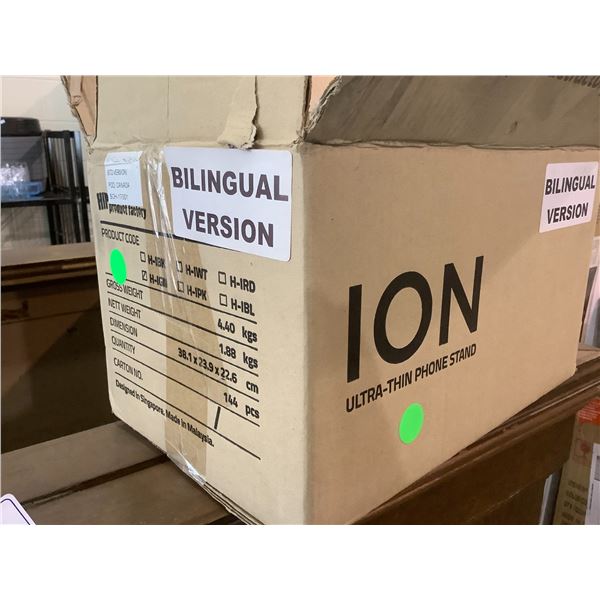 BILINGUAL
VERSION
product factory
PRODUCT CODE
H-IBK H-IWT H-IRD
H-IPK H-IBL
GROSS WEIGHT 4.40 kgs
NETT WEIGHT 1.88 kgs
DIMENSION 38.1 x 23.9 x 22.6 cm
QUANTITY 144 pcs
CARTON NO. /
Designed in Singapore. Made in Malaysia.
ION
ULTRA-THIN PHONE STAND
BILINGUAL
VERSION